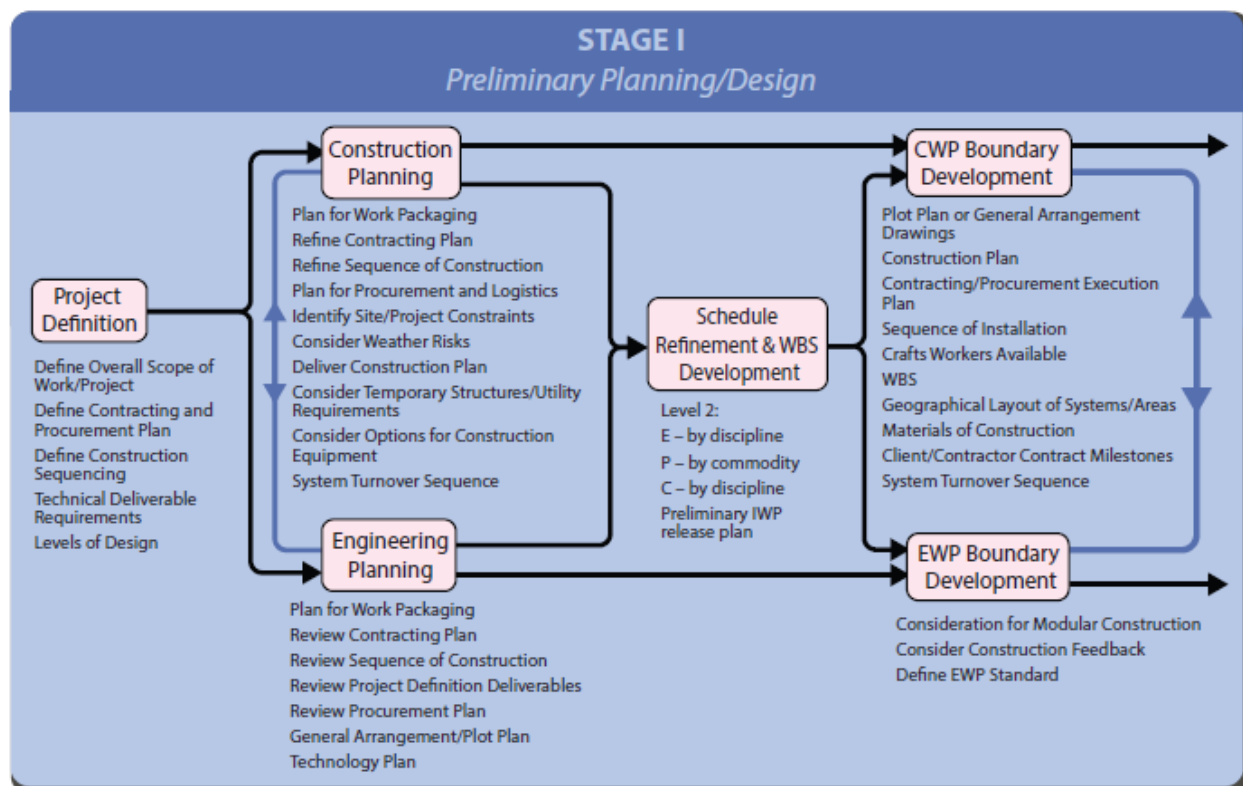 STAGE I
Preliminary Planning/Design
Project
Definition
Define Overall Scope of
Work/Project
Define Contracting and
Procurement Plan
Define Construction
Sequencing
Technical Deliverable
Requirements
Levels of Design
Construction
Planning
Plan for Work Packaging
Refine Contracting Plan
Refine Sequence of Construction
Plan for Procurement and Logistics
Identify Site/Project Constraints
Consider Weather Risks
Deliver Construction Plan
Consider Temporary Structures/Utility
Requirements
Consider Options for Construction
Equipment
System Turnover Sequence
Engineering
Planning
Plan for Work Packaging
Review Contracting Plan
Review Sequence of Construction
Review Project Definition Deliverables
Review Procurement Plan
General Arrangement/Plot Plan
Technology Plan
Schedule
Refinement & WBS
Development
Level 2:
E – by discipline
P – by commodity
C – by discipline
Preliminary IWP
release plan
CWP Boundary
Development
Plot Plan or General Arrangement
Drawings
Construction Plan
Contracting/Procurement Execution
Plan
Sequence of Installation
Crafts Workers Available
WBS
Geographical Layout of Systems/Areas
Materials of Construction
Client/Contractor Contract Milestones
System Turnover Sequence
EWP Boundary
Development
Consideration for Modular Construction
Consider Construction Feedback
Define EWP Standard